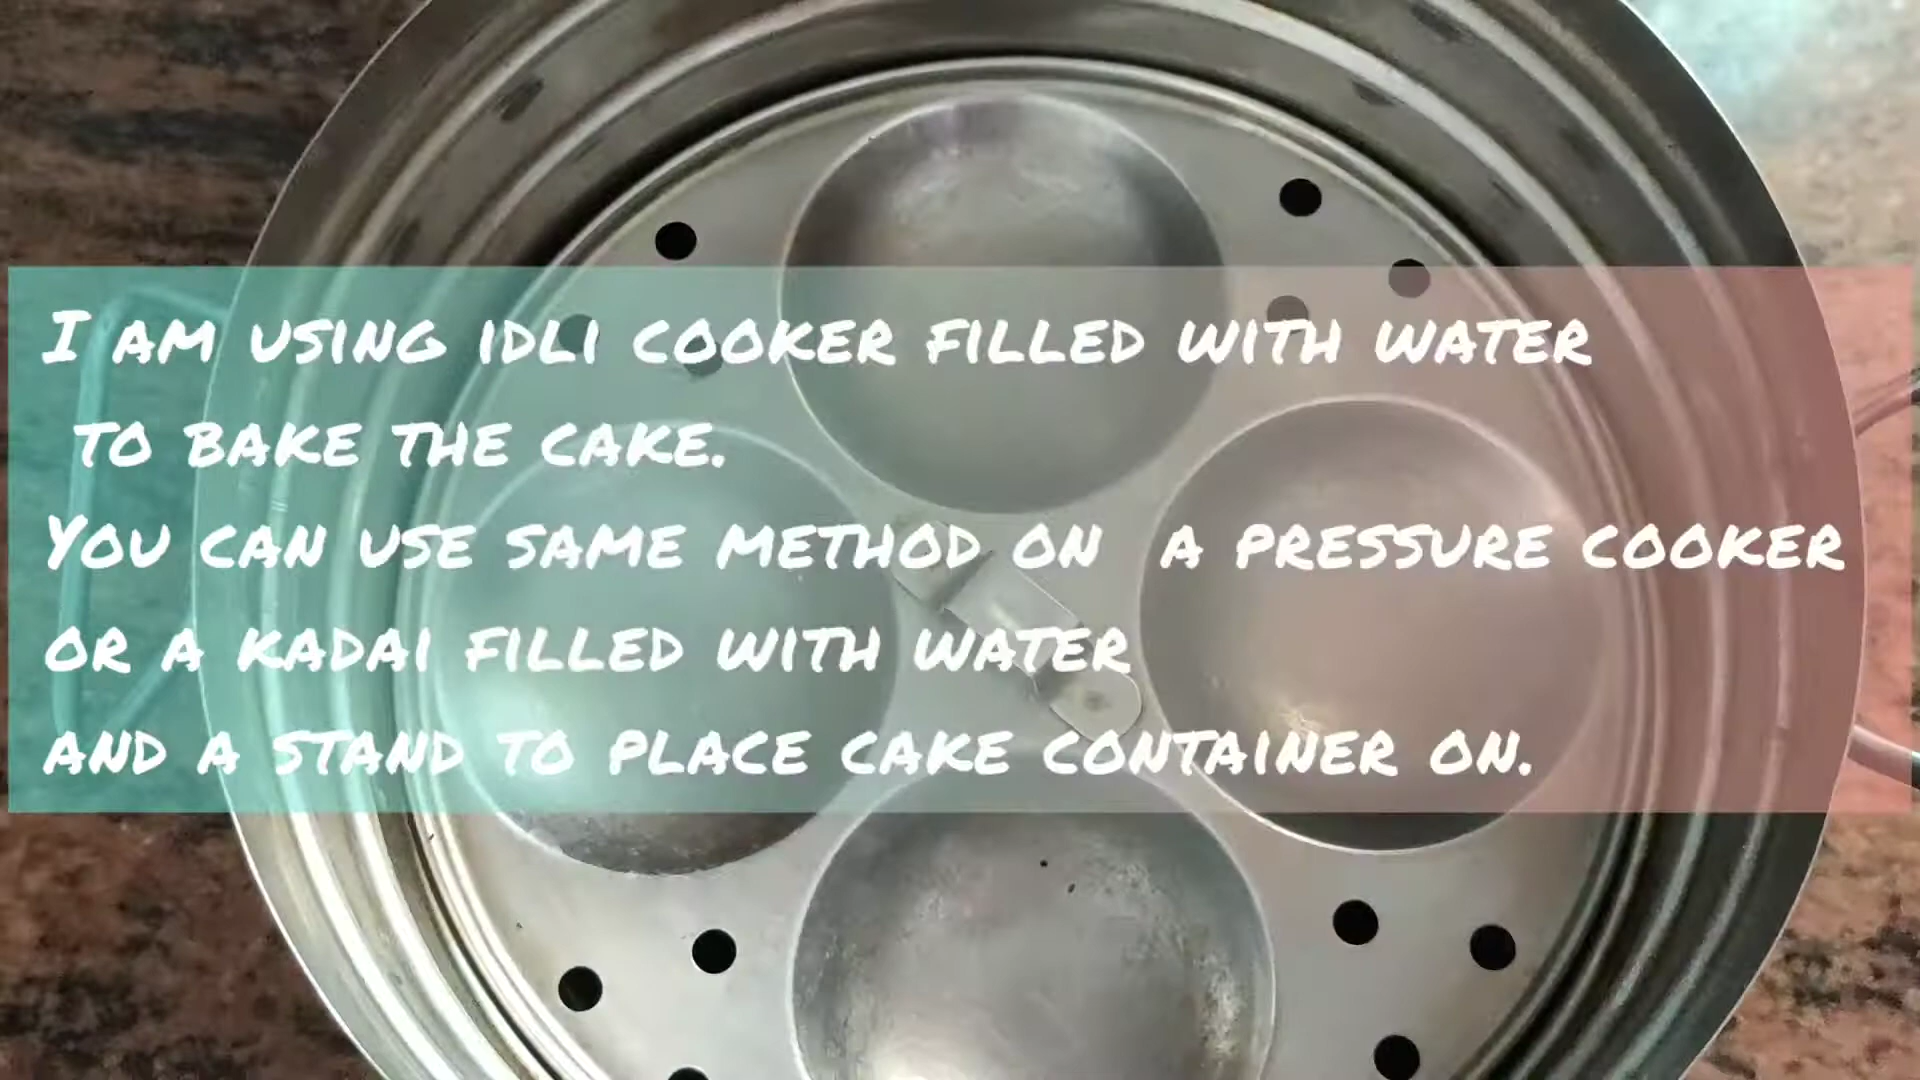 I am using idli cooker filled with water
to bake the cake.
You can use same method on a pressure cooker
or a kadai filled with water
and a stand to place cake container on.